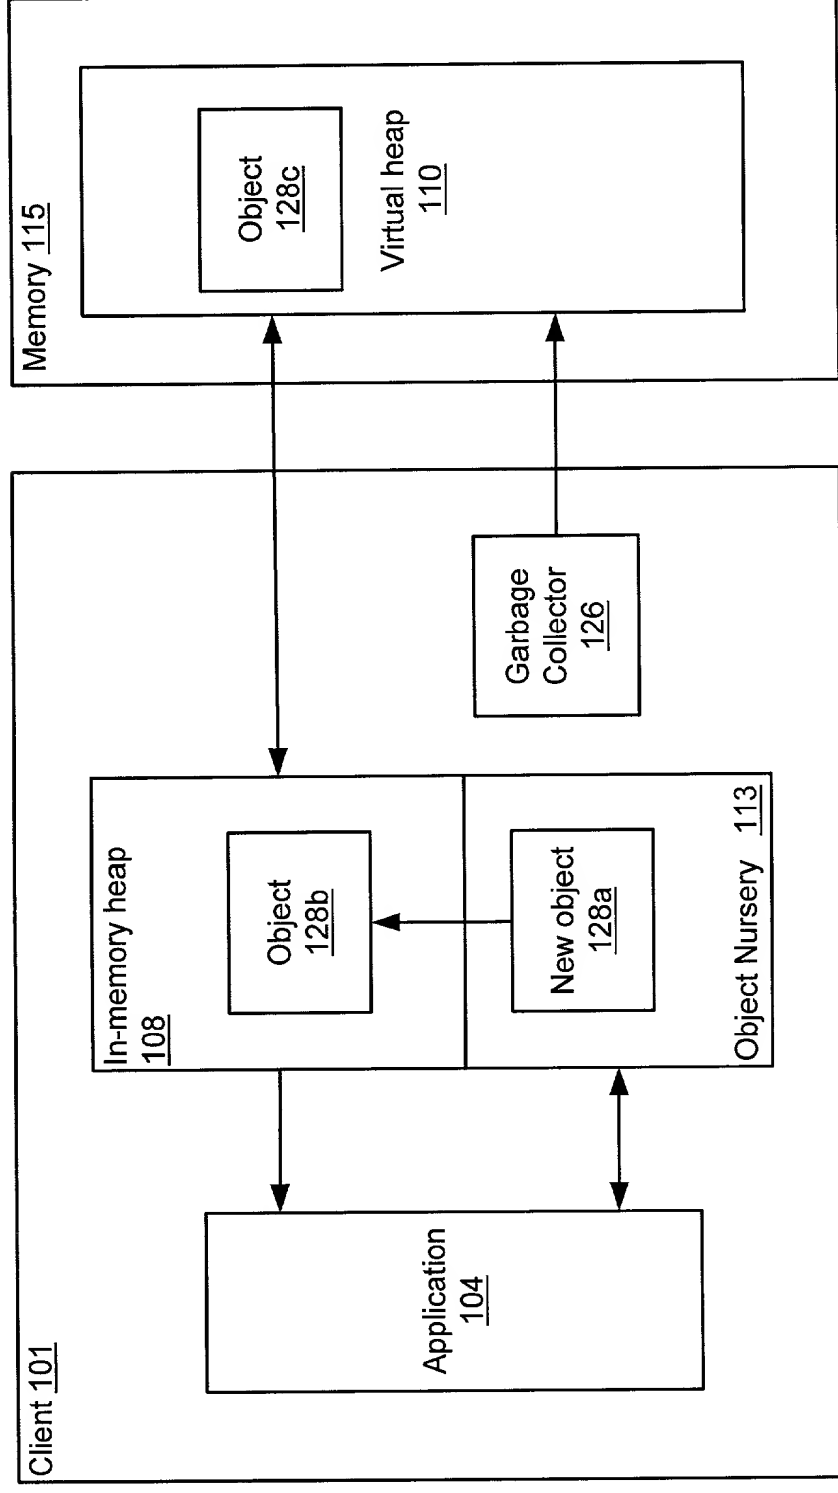 Client 101
Application
104
In-memory heap
108
Object
128b
New object
128a
Object Nursery 113
Garbage
Collector
126
Memory 115
Object
128c
Virtual heap
110